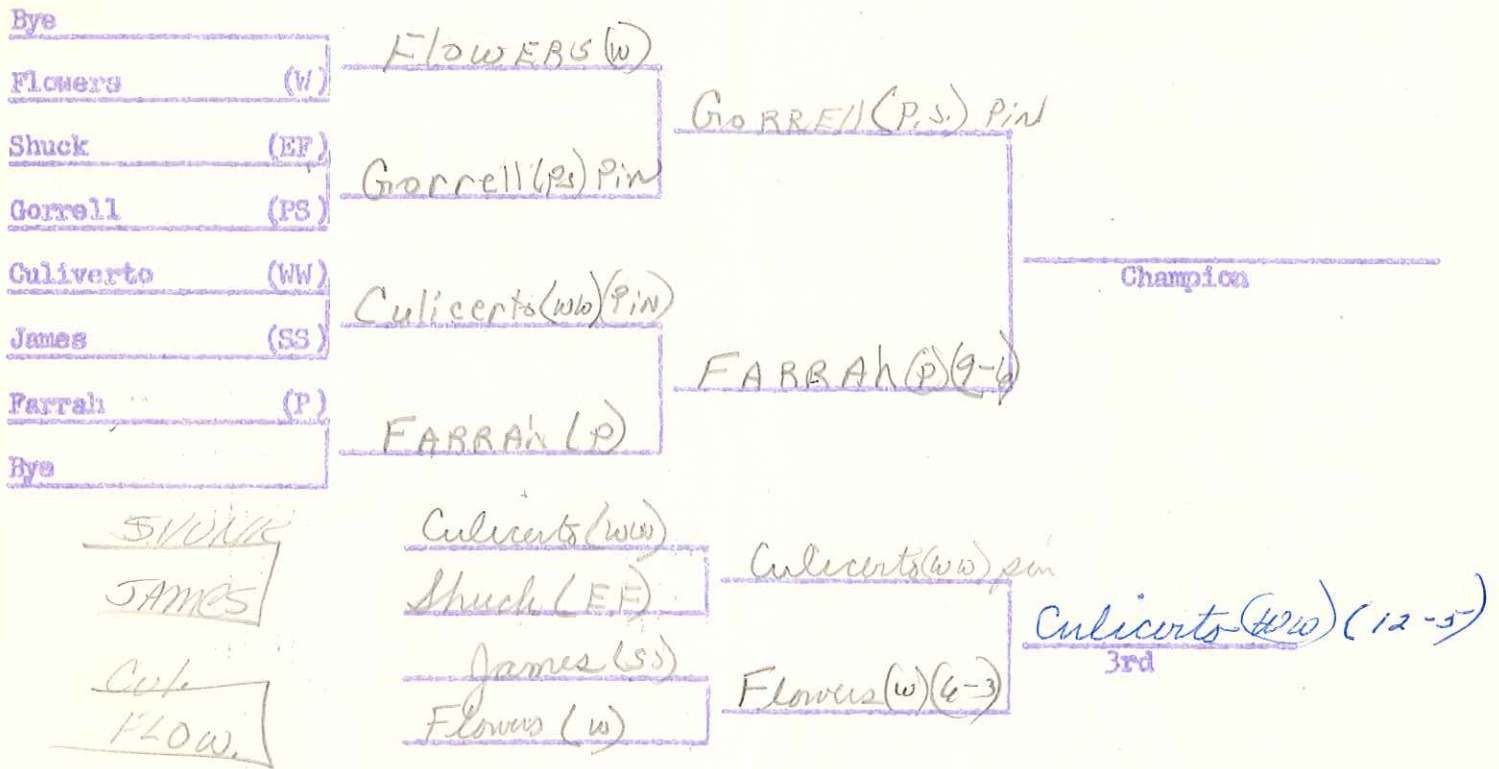 Bye
Flowers (W)
Shuck (EF)
Gorrell (PS)
Culiverto (WW)
James (SS)
Farrah (P)
Bye
FlOWERS (W)
Gorrell (PS) Pin
Culicerto (WW) (PiN)
FARRAh (P)
GoRREll (P.S.) PiN
FARRAh (P) (9-6)
Champion
JAMES
Cul.
FLOW.
Culicerto (WW)
Shuck (EF)
James (SS)
Flowers (W)
Culicerto (WW) pin
Flowers (W) (6-3)
Culicerto (WW) (12-5)
3rd